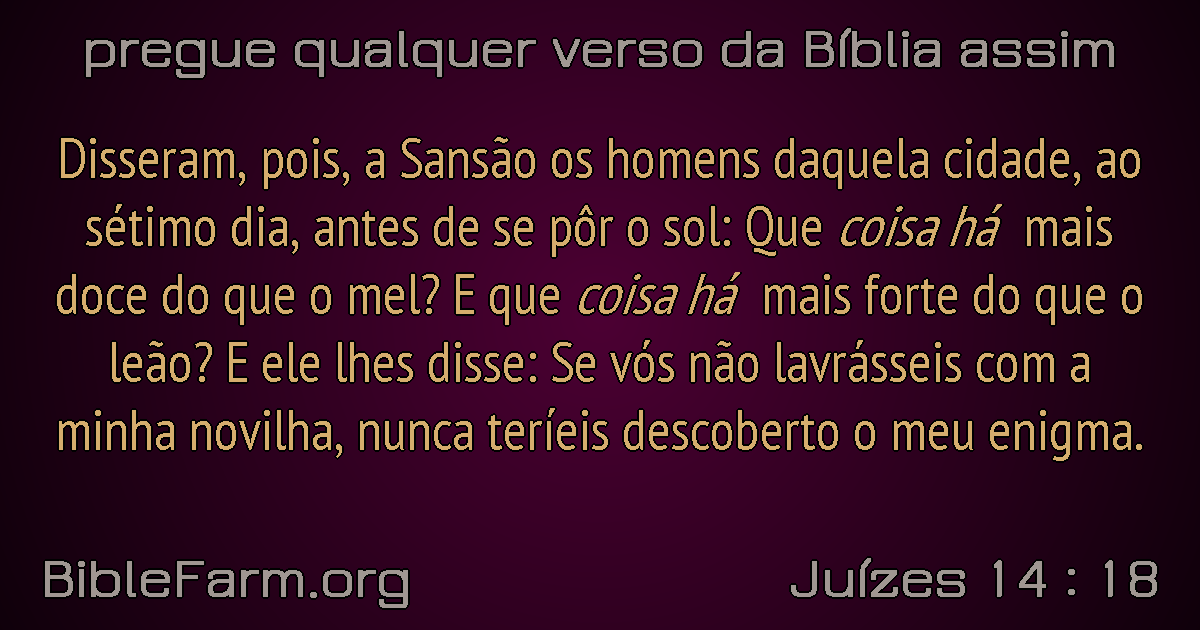 pregue qualquer verso da Bíblia assim
Disseram, pois, a Sansão os homens daquela cidade, ao
sétimo dia, antes de se pôr o sol: Que coisa há mais
doce do que o mel? E que coisa há mais forte do que o
leão? E ele lhes disse: Se vós não lavrásseis com a
minha novilha, nunca teríeis descoberto o meu enigma.
BibleFarm.org
Juízes 14 : 18